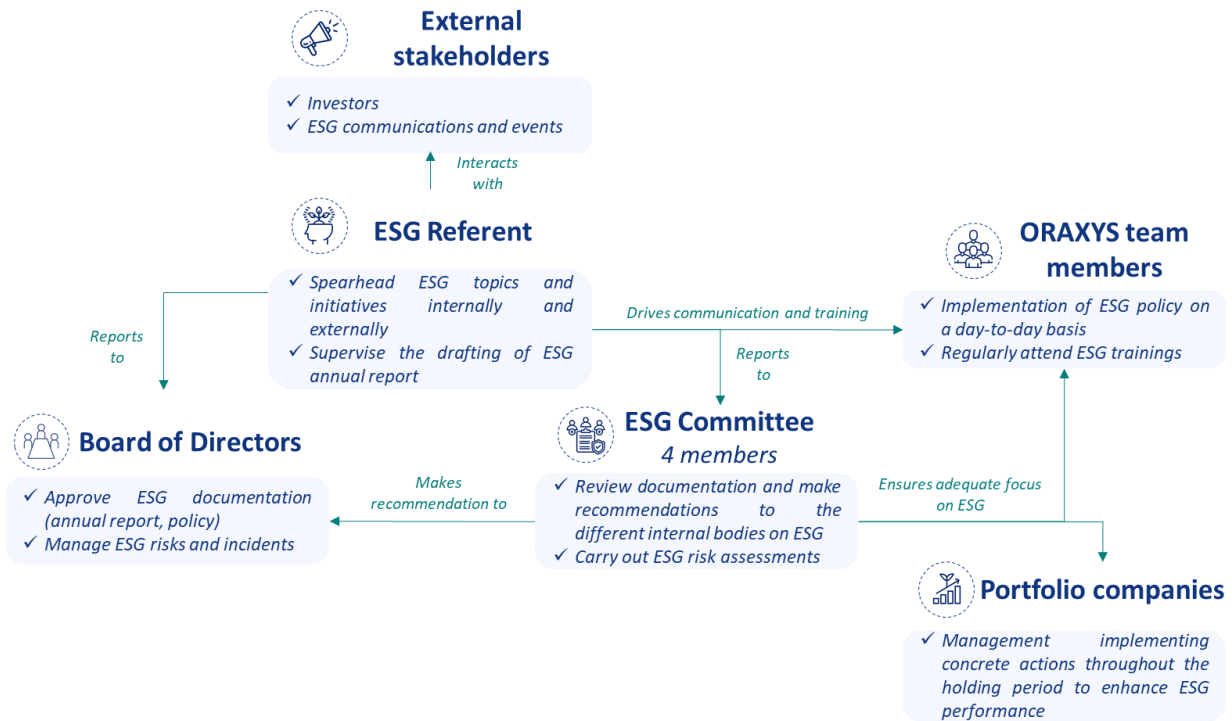 External
stakeholders
✓ Investors
✓ ESG communications and events
Interacts
with
ESG Referent
✓ Spearhead ESG topics and
initiatives internally and
externally
✓ Supervise the drafting of ESG
annual report
Drives communication and training
ORAXYS team
members
✓ Implementation of ESG policy on
a day-to-day basis
✓ Regularly attend ESG trainings
Reports
to
Reports
to
Board of Directors
✓ Approve ESG documentation
(annual report, policy)
✓ Manage ESG risks and incidents
Makes
recommendation to
ESG Committee
4 members
✓ Review documentation and make
recommendations to the
different internal bodies on ESG
✓ Carry out ESG risk assessments
Ensures adequate focus
on ESG
Portfolio companies
✓ Management implementing
concrete actions throughout the
holding period to enhance ESG
performance